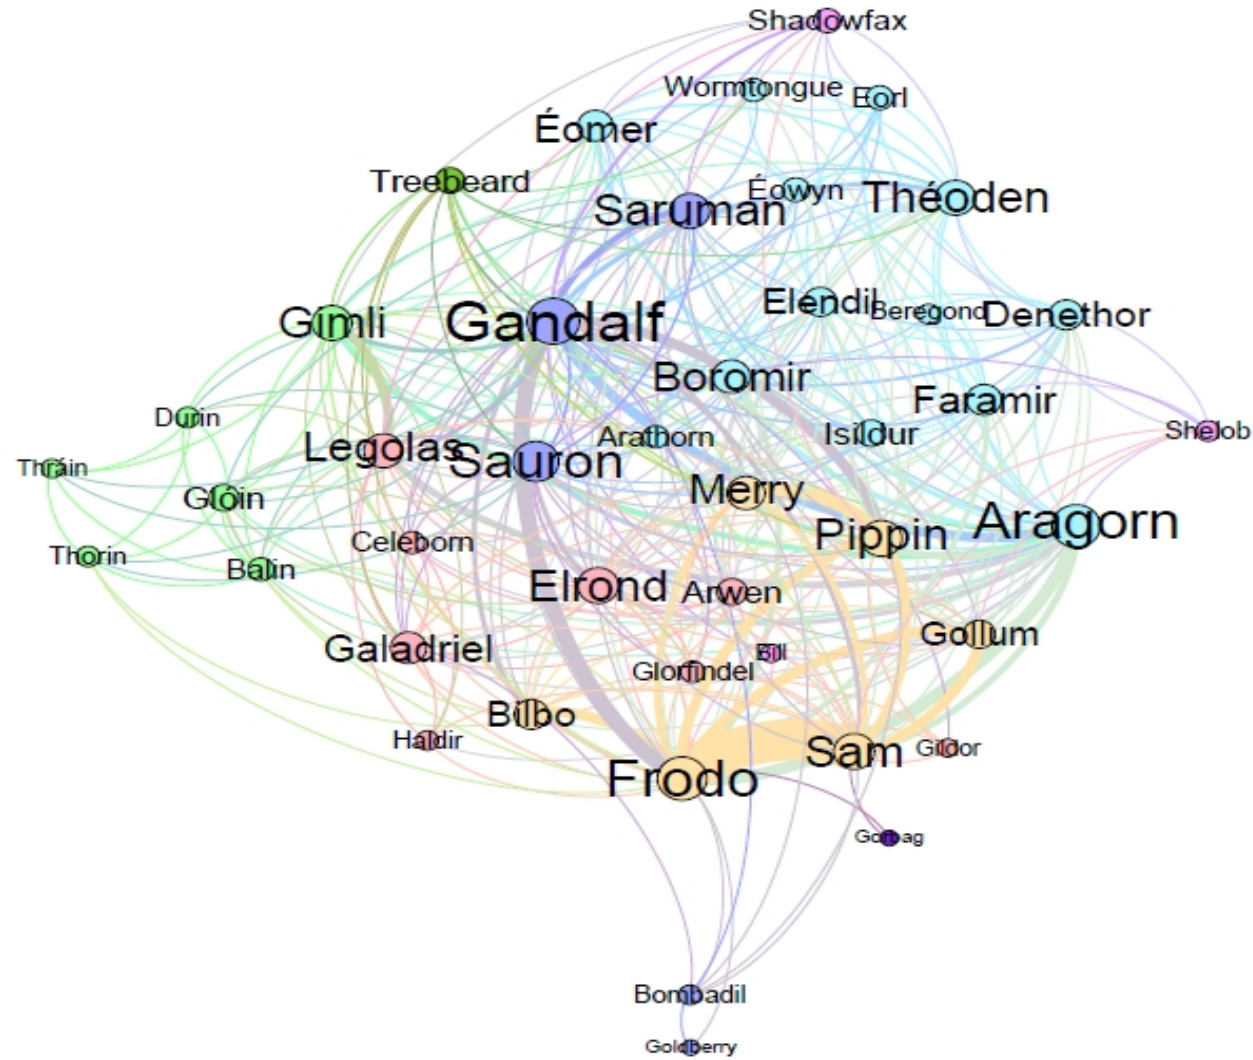 Shadowfax
Wormtongue
Eorl
Éomer
Treebeard
Éowyn
Théoden
Saruman
Elendil
Beregond
Denethor
Gimli
Gandalf
Boromir
Faramir
Durin
Legolas
Arathorn
Isildur
Shelob
Thráin
Sauron
Glóin
Merry
Pippin
Aragorn
Celeborn
Thorin
Balin
Elrond
Arwen
Gollum
Galadriel
Bill
Glorfindel
Bilbo
Haldir
Sam
Gildor
Frodo
Gorbag
Bombadil
Goldberry